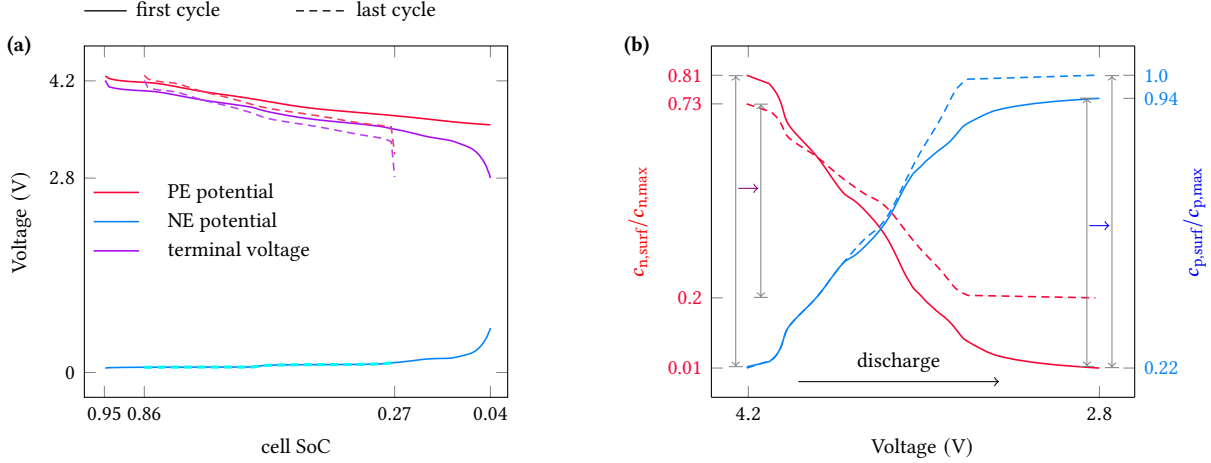 first cycle
last cycle
(a)
4.2
2.8
0
Voltage (V)
PE potential
NE potential
terminal voltage
0.95
0.86
0.27
0.04
cell SoC
(b)
0.81
0.73
0.2
0.01
c_n,surf/c_n,max
1.0
0.94
0.22
c_p,surf/c_p,max
discharge
4.2
2.8
Voltage (V)